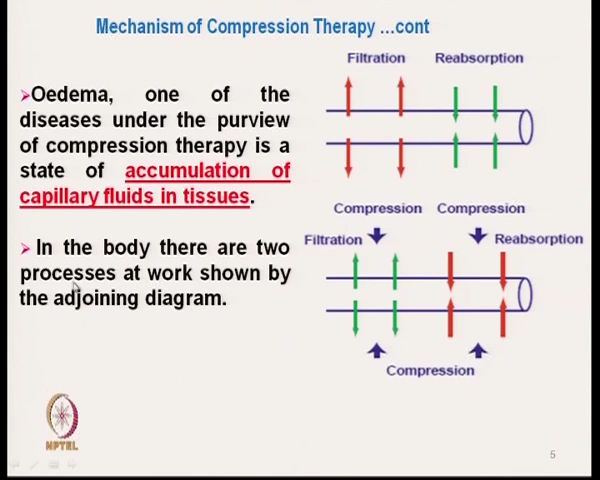 Mechanism of Compression Therapy ...cont
➢Oedema, one of the
diseases under the purview
of compression therapy is a
state of accumulation of
capillary fluids in tissues.
➢ In the body there are two
processes at work shown by
the adjoining diagram.
Filtration Reabsorption
Compression Compression
Filtration Reabsorption
Compression
NPTEL
5